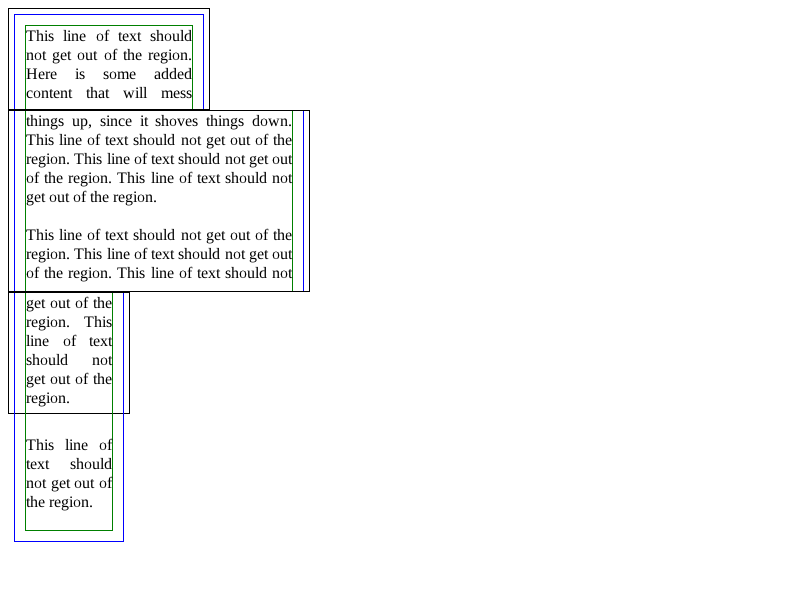 This line of text should
not get out of the region.
Here is some added
content that will mess
things up, since it shoves things down.
This line of text should not get out of the
region. This line of text should not get out
of the region. This line of text should not
get out of the region.
This line of text should not get out of the
region. This line of text should not get out
of the region. This line of text should not
get out of the
region. This
line of text
should not
get out of the
region.
This line of
text should
not get out of
the region.